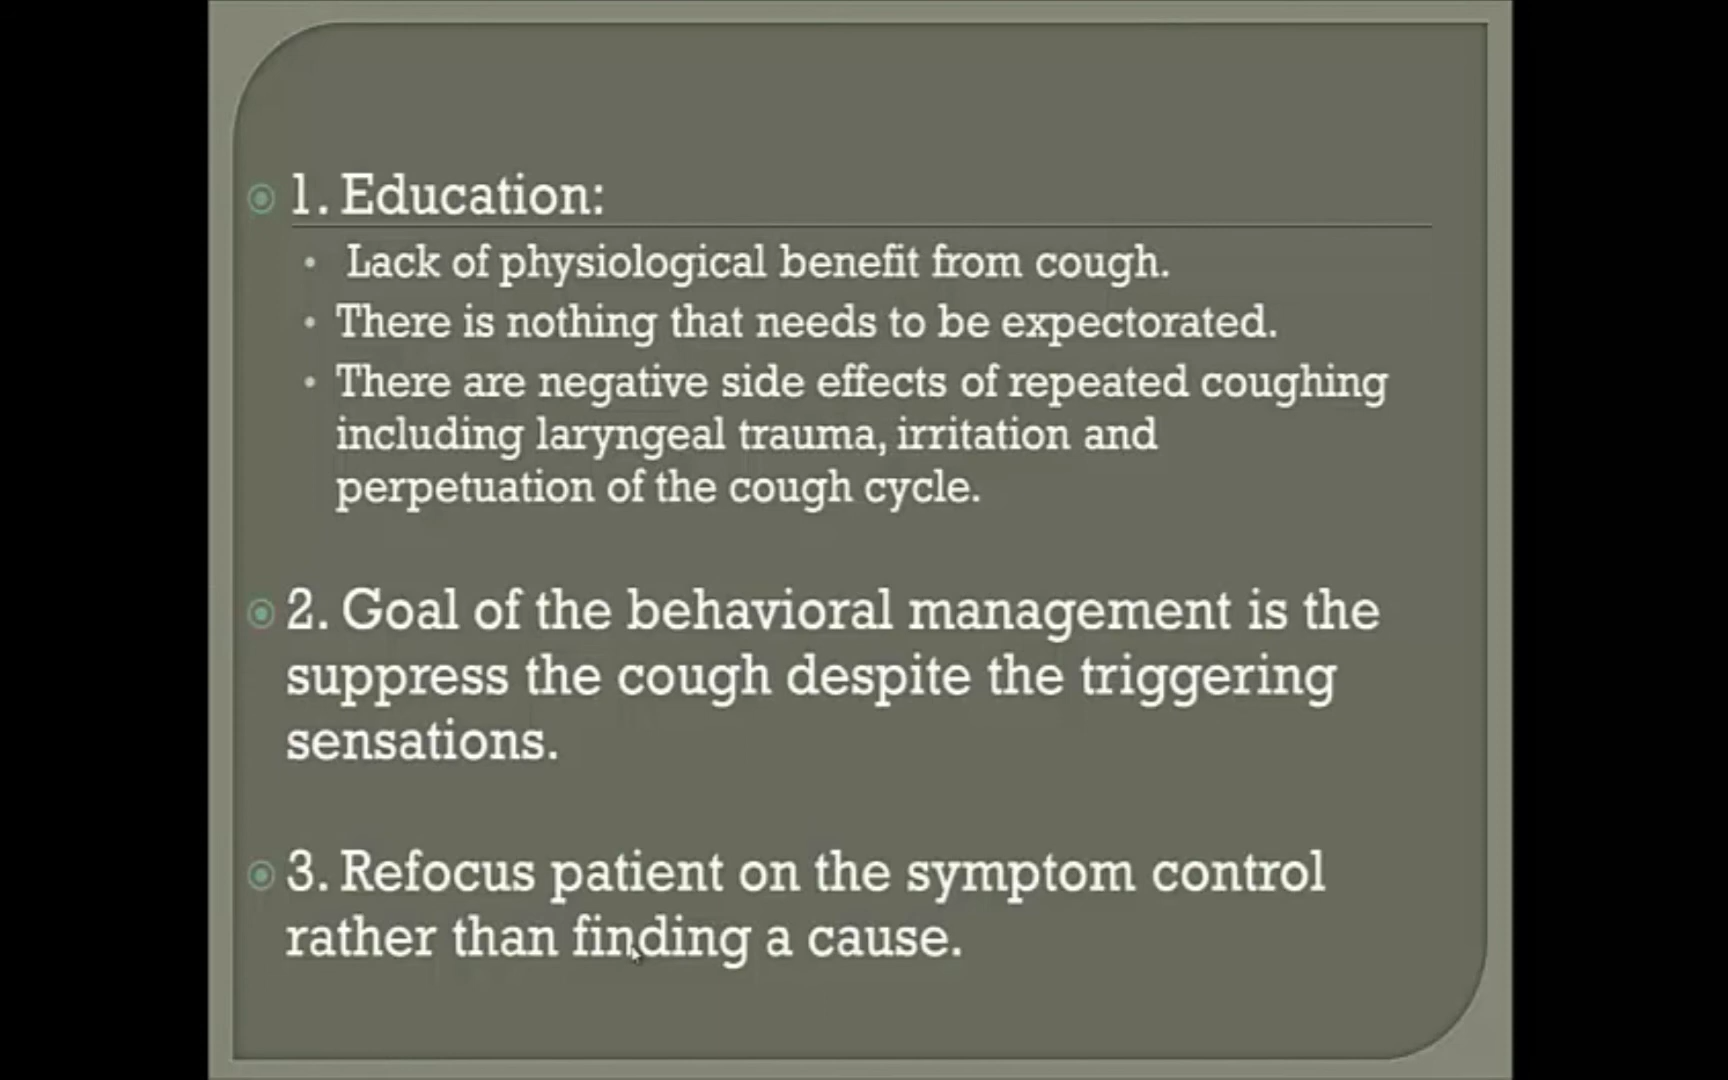 1. Education:
• Lack of physiological benefit from cough.
• There is nothing that needs to be expectorated.
• There are negative side effects of repeated coughing
including laryngeal trauma, irritation and
perpetuation of the cough cycle.
2. Goal of the behavioral management is the
suppress the cough despite the triggering
sensations.
3. Refocus patient on the symptom control
rather than finding a cause.